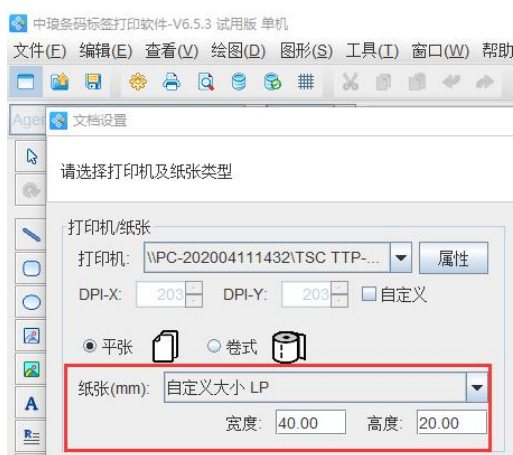 中琅条码标签打印软件-V6.5.3 试用版 单机
文件(F) 编辑(E) 查看(V) 绘图(D) 图形(S) 工具(T) 窗口(W) 帮助
Agen
文档设置
请选择打印机及纸张类型
打印机/纸张
打印机: \\PC-202004111432\TSC TTP-... 属性
DPI-X: 203 DPI-Y: 203 自定义
平张 卷式
纸张(mm): 自定义大小 LP
宽度: 40.00 高度: 20.00
A
R